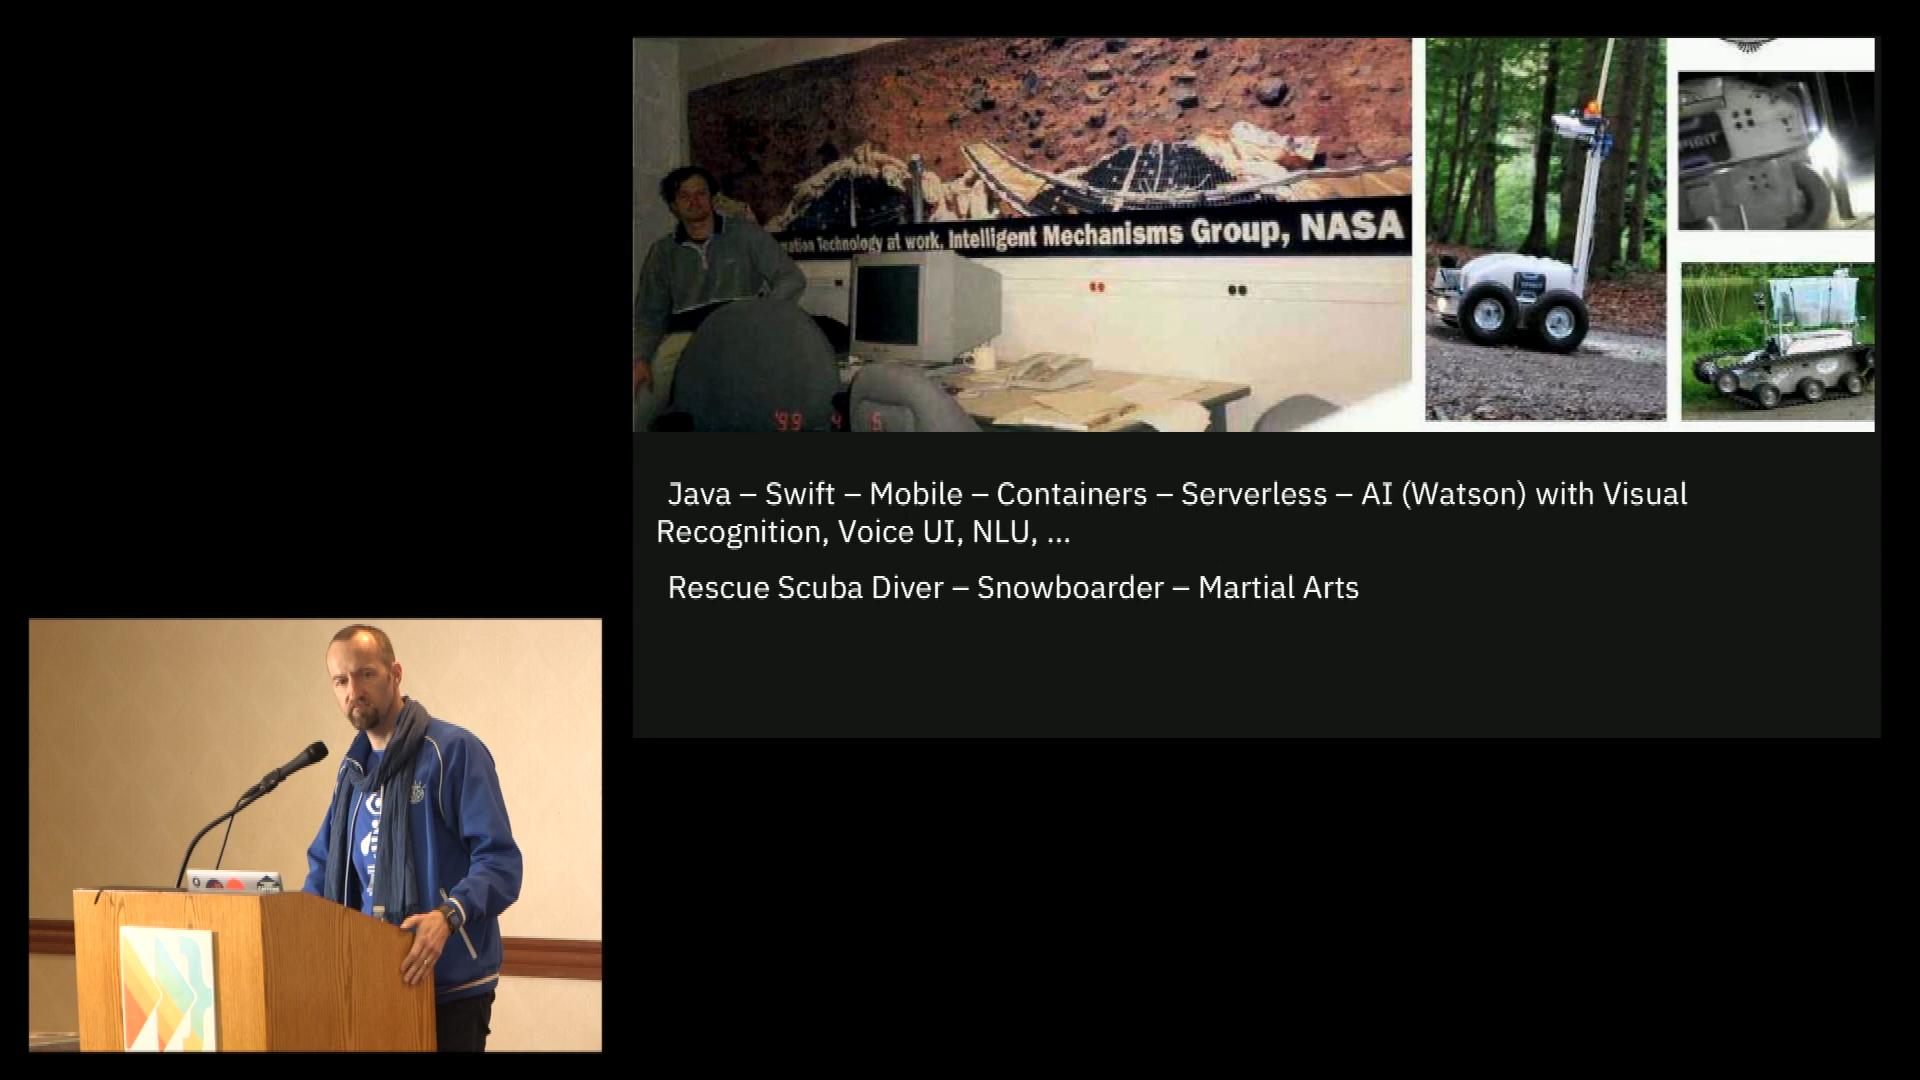 Technology at work. Intelligent Mechanisms Group, NASA
'99 4 5
Java – Swift – Mobile – Containers – Serverless – AI (Watson) with Visual
Recognition, Voice UI, NLU, ...
Rescue Scuba Diver – Snowboarder – Martial Arts